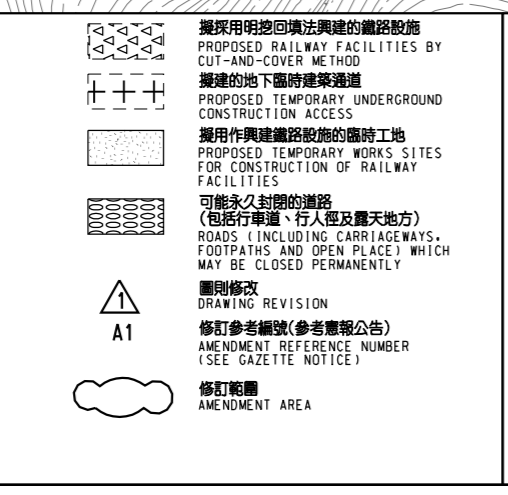 擬採用明挖回填法興建的鐵路設施
PROPOSED RAILWAY FACILITIES BY
CUT-AND-COVER METHOD
擬建的地下臨時建築通道
PROPOSED TEMPORARY UNDERGROUND
CONSTRUCTION ACCESS
擬用作興建鐵路設施的臨時工地
PROPOSED TEMPORARY WORKS SITES
FOR CONSTRUCTION OF RAILWAY
FACILITIES
可能永久封閉的道路
(包括行車道、行人徑及露天地方)
ROADS (INCLUDING CARRIAGEWAYS,
FOOTPATHS AND OPEN PLACE) WHICH
MAY BE CLOSED PERMANENTLY
1
圖則修改
DRAWING REVISION
A1
修訂參考編號(參考憲報公告)
AMENDMENT REFERENCE NUMBER
(SEE GAZETTE NOTICE)
修訂範圍
AMENDMENT AREA